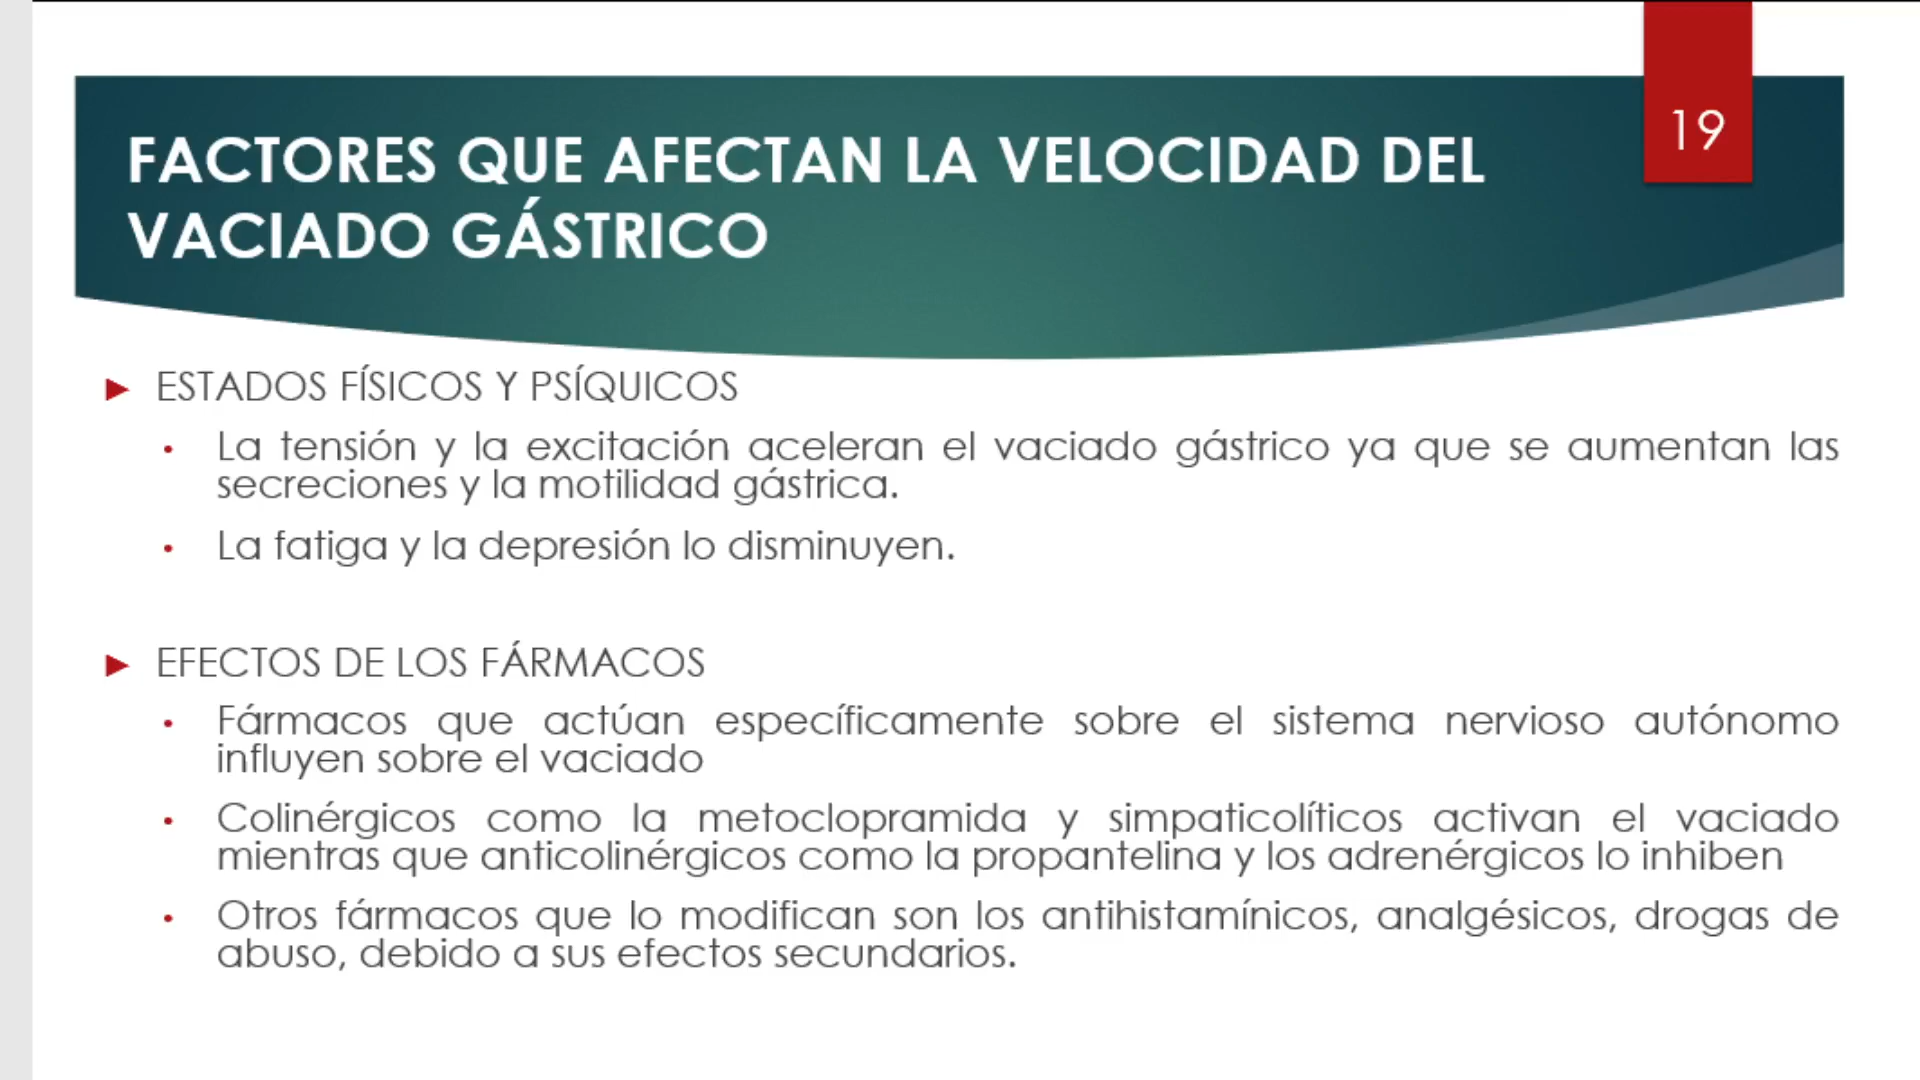 19
FACTORES QUE AFECTAN LA VELOCIDAD DEL
VACIADO GÁSTRICO
ESTADOS FÍSICOS Y PSÍQUICOS
La tensión y la excitación aceleran el vaciado gástrico ya que se aumentan las
secreciones y la motilidad gástrica.
La fatiga y la depresión lo disminuyen.
EFECTOS DE LOS FÁRMACOS
Fármacos que actúan específicamente sobre el sistema nervioso autónomo
influyen sobre el vaciado
Colinérgicos como la metoclopramida y simpaticolíticos activan el vaciado
mientras que anticolinérgicos como la propantelina y los adrenérgicos lo inhiben
Otros fármacos que lo modifican son los antihistamínicos, analgésicos, drogas de
abuso, debido a sus efectos secundarios.